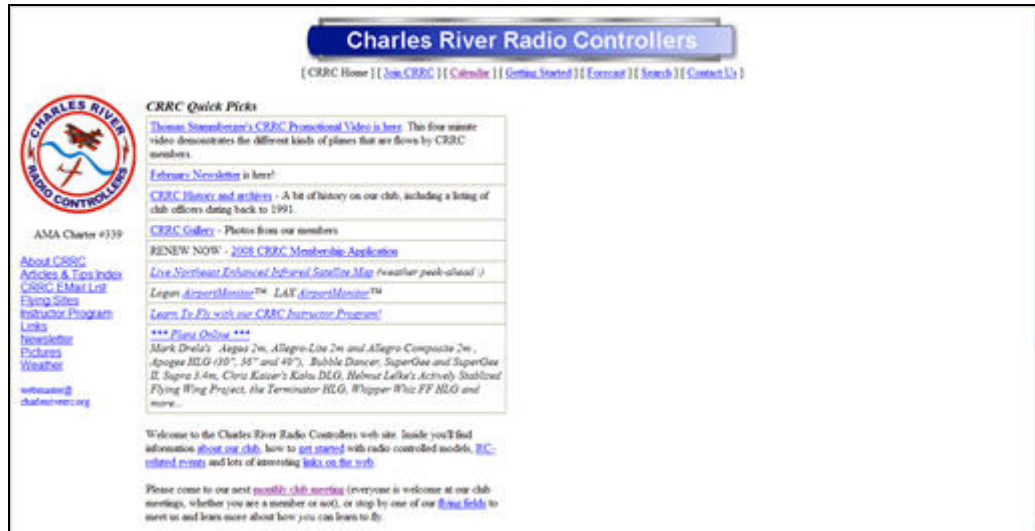 Charles River Radio Controllers
[ CRRC Home ] [ Join CRRC ] [ Calendar ] [ Getting Started ] [ Forecast ] [ Search ] [ Contact Us ]
CHARLES RIVER
RADIO CONTROLLERS
AMA Charter #339
About CRRC
Articles & Tips Index
CRRC EMail List
Flying Sites
Instructor Program
Links
Newsletter
Pictures
Weather
webmaster@
charlesriverrc.org
CRRC Quick Picks
Thomas Stammberger's CRRC Promotional Video is here. This four minute
video demonstrates the different kinds of planes that are flown by CRRC
members.
February Newsletter is here!
CRRC History and archives - A bit of history on our club, including a listing of
club officers dating back to 1991.
CRRC Gallery - Photos from our members
RENEW NOW - 2008 CRRC Membership Application
Live Northeast Enhanced Infrared Satellite Map (weather peek-ahead :)
Logan AirportMonitor™ LAX AirportMonitor™
Learn To Fly with our CRRC Instructor Program!
*** Plans Online ***
Mark Drela's Aegea 2m, Allegro-Lite 2m and Allegro Composite 2m ,
Apogee HLG (30", 36" and 40"), Bubble Dancer, SuperGee and SuperGee
II, Supra 3.4m, Chris Kaiser's Kahu DLG, Helmut Lelke's Actively Stablized
Flying Wing Project, the Terminator HLG, Whipper Whiz FF HLG and
more...
Welcome to the Charles River Radio Controllers web site. Inside you'll find
information about our club, how to get started with radio controlled models, RC-
related events and lots of interesting links on the web.
Please come to our next monthly club meeting (everyone is welcome at our club
meetings, whether you are a member or not), or stop by one of our flying fields to
meet us and learn more about how you can learn to fly.